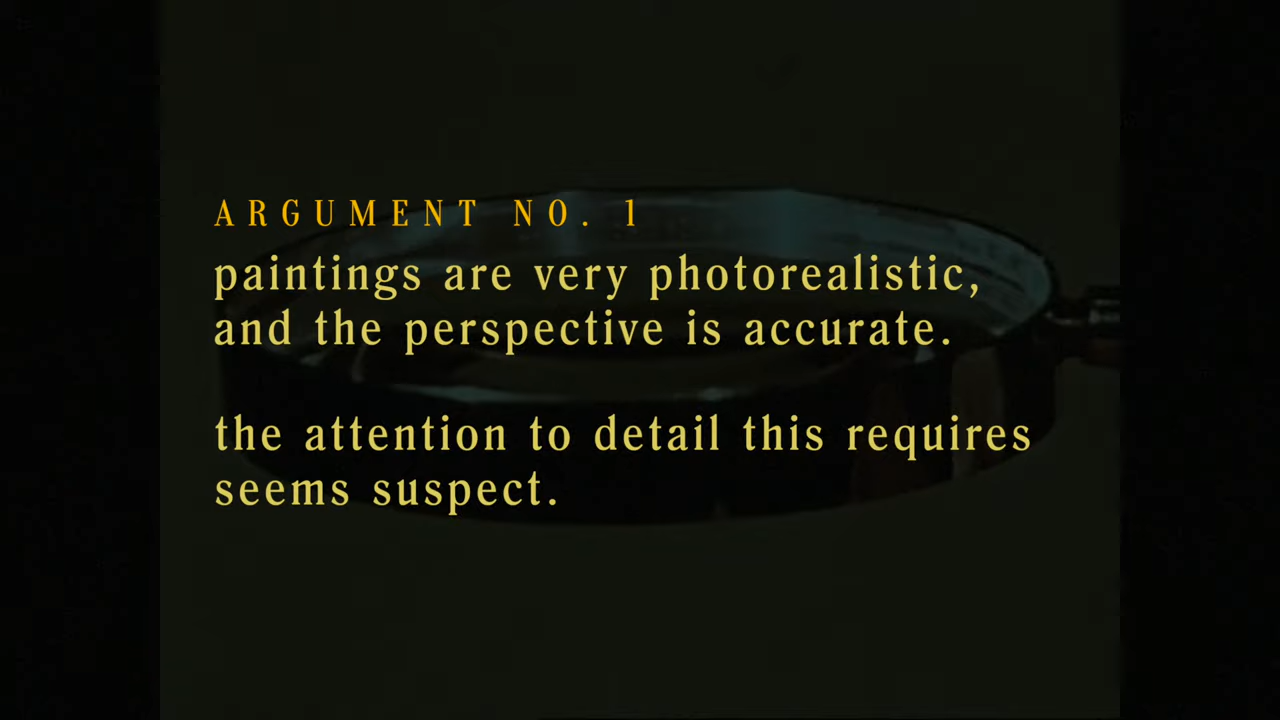 ARGUMENT NO. 1
paintings are very photorealistic,
and the perspective is accurate.
the attention to detail this requires
seems suspect.